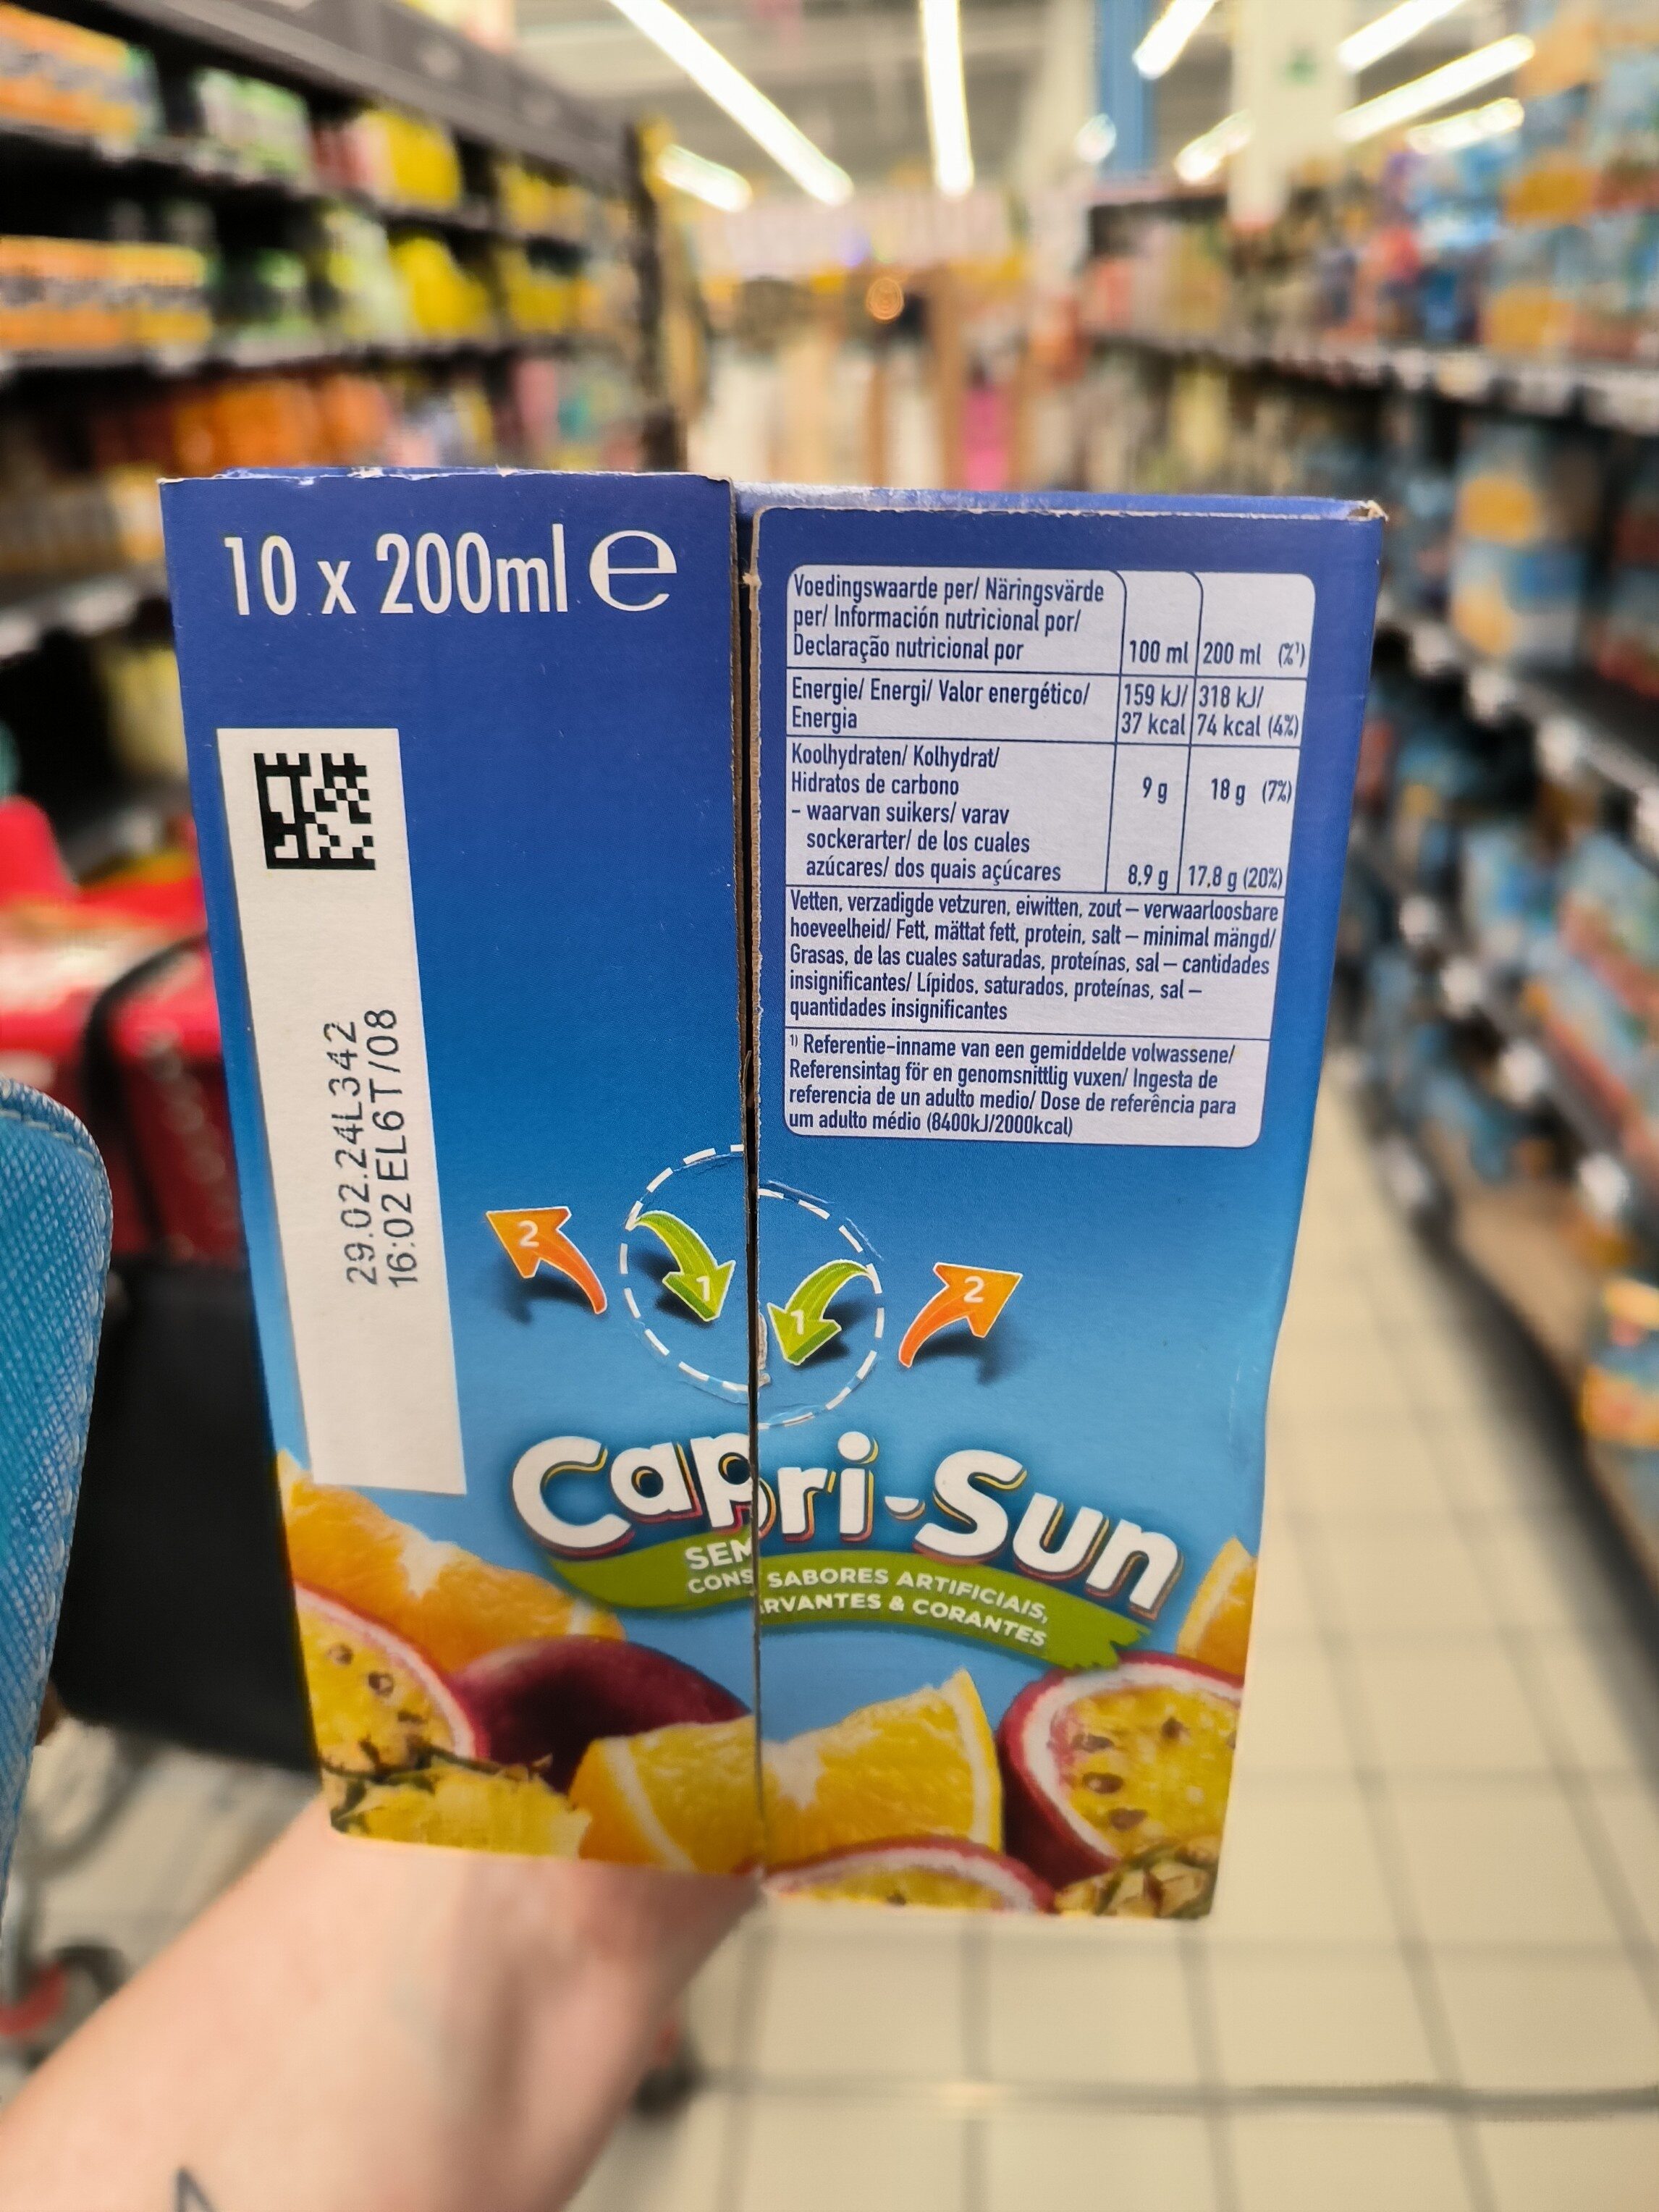 10 x 200ml e
29.02.24L342
16:02 EL6T/08
Voedingswaarde per/ Näringsvärde
per/ Información nutricional por/
Declaração nutricional por
100 ml 200 ml (%¹)
Energie/ Energi/ Valor energético/
Energia
159 kJ/ 318 kJ/
37 kcal 74 kcal (4%)
Koolhydraten/ Kolhydrat/
Hidratos de carbono
9 g 18 g (7%)
- waarvan suikers/ varav
sockerarter/ de los cuales
azúcares/ dos quais açúcares
8,9 g 17,8 g (20%)
Vetten, verzadigde vetzuren, eiwitten, zout – verwaarloosbare
hoeveelheid/ Fett, mättat fett, protein, salt – minimal mängd/
Grasas, de las cuales saturadas, proteínas, sal – cantidades
insignificantes/ Lípidos, saturados, proteínas, sal –
quantidades insignificantes
¹⁾ Referentie-inname van een gemiddelde volwassene/
Referensintag för en genomsnittlig vuxen/ Ingesta de
referencia de un adulto medio/ Dose de referência para
um adulto médio (8400kJ/2000kcal)
2 1 1 2
Capri-Sun
SEM SABORES ARTIFICIAIS,
CONSRVANTES & CORANTES